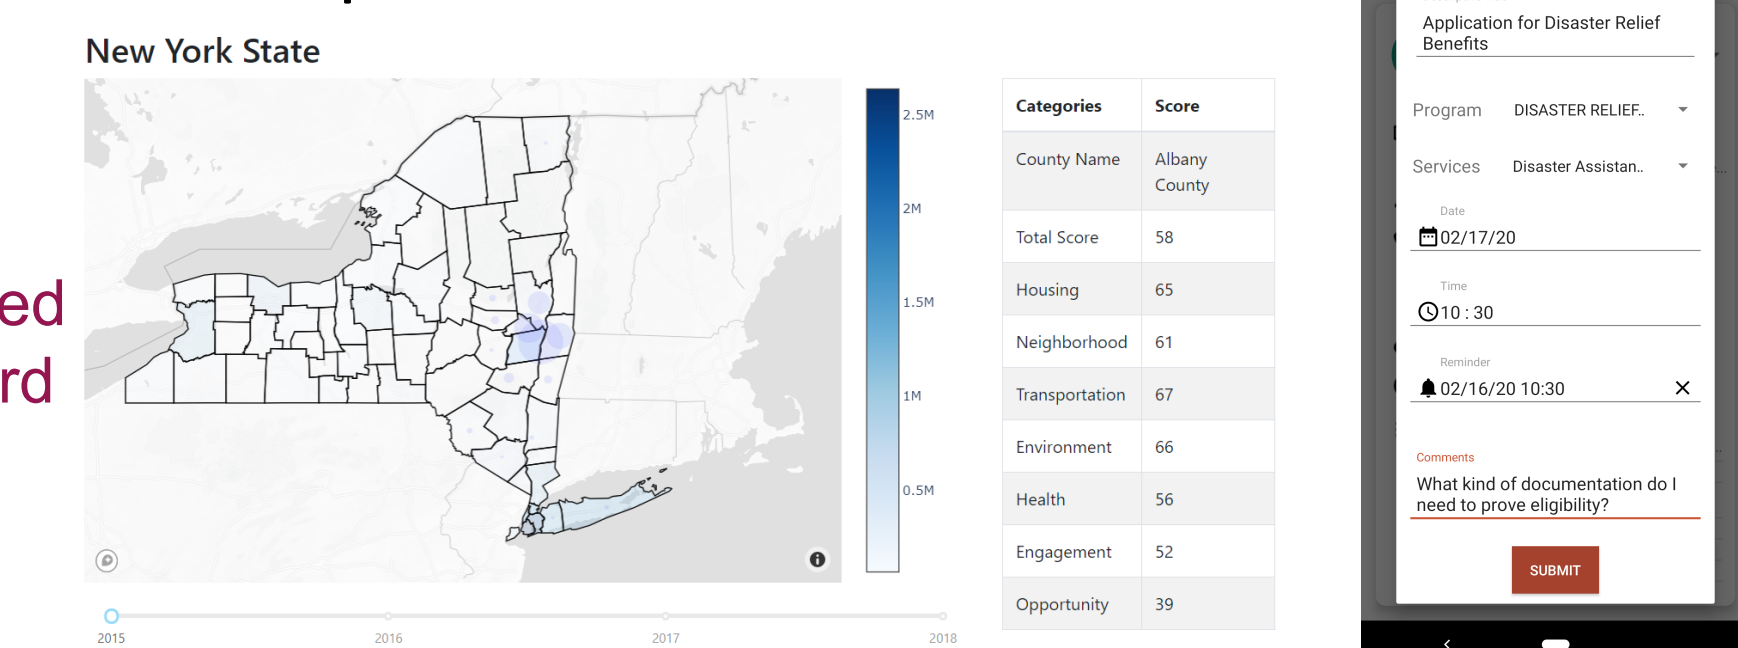 ed
rd
New York State
2.5M
2M
1.5M
1M
0.5M
2015
2016
2017
2018
Categories Score
County Name Albany
County
Total Score 58
Housing 65
Neighborhood 61
Transportation 67
Environment 66
Health 56
Engagement 52
Opportunity 39
Application for Disaster Relief
Benefits
Program DISASTER RELIEF..
Services Disaster Assistan..
Date
02/17/20
Time
10 : 30
Reminder
02/16/20 10:30
Comments
What kind of documentation do I
need to prove eligibility?
SUBMIT